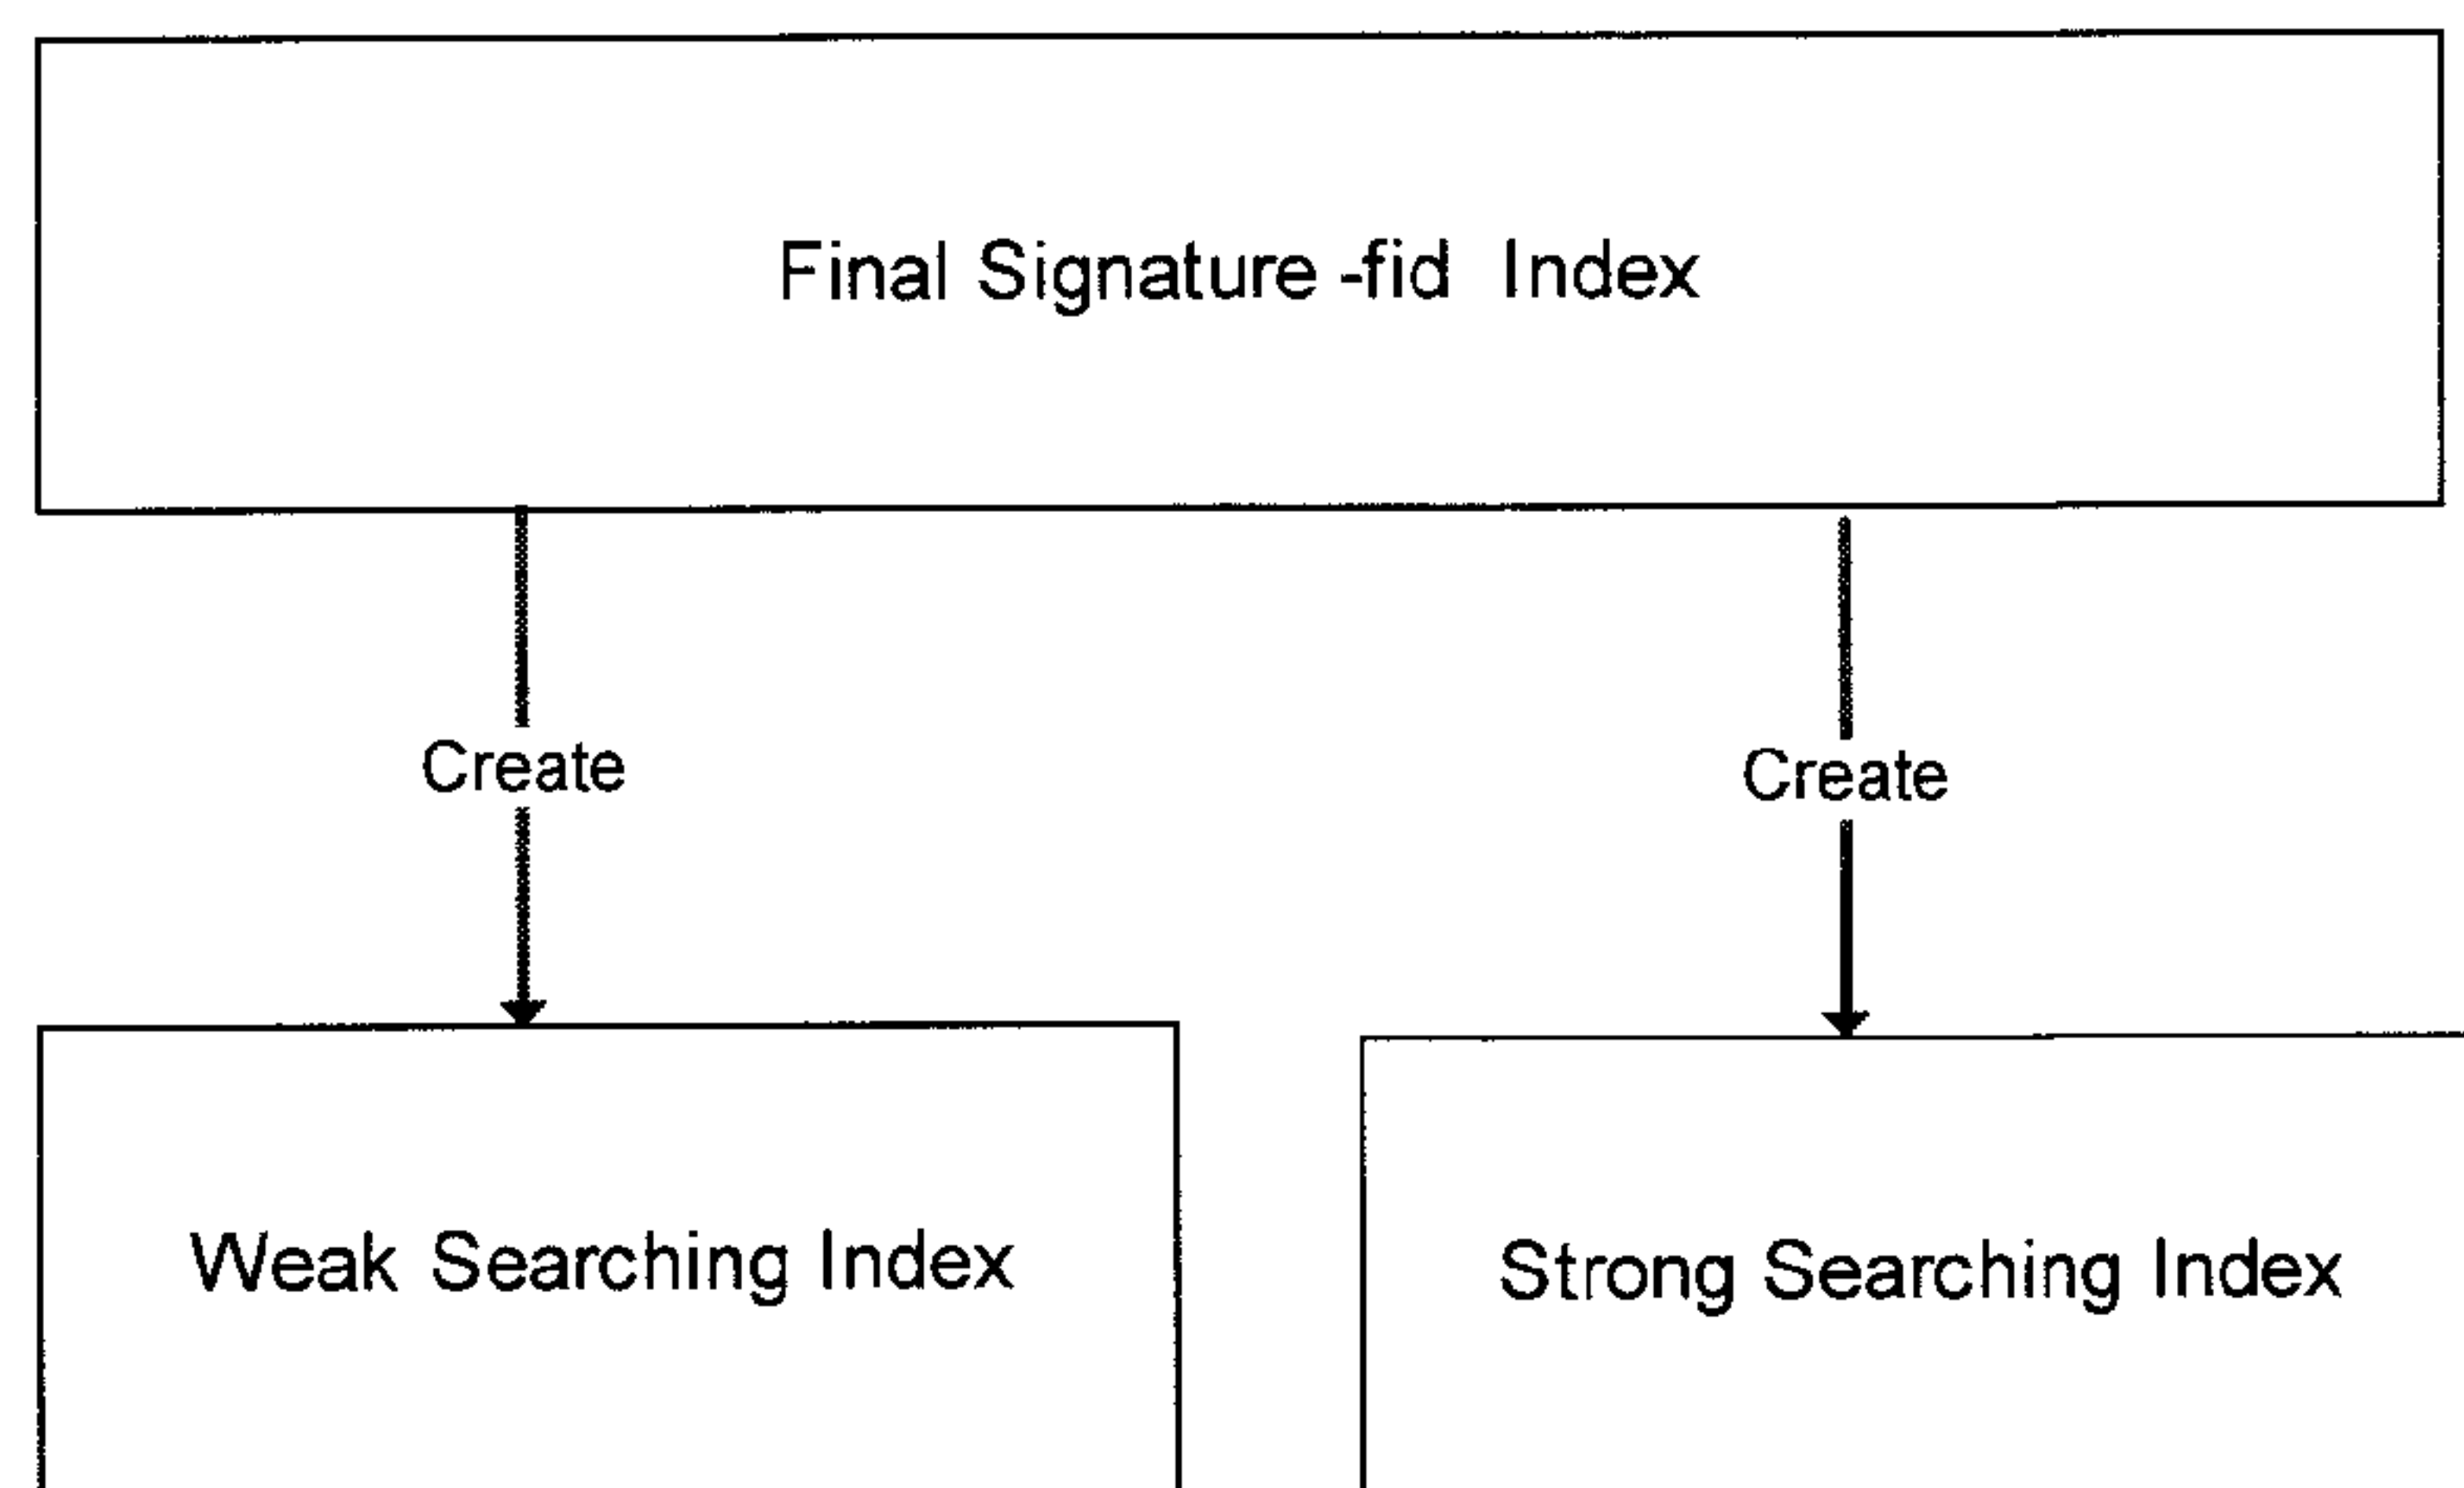 Final Signature -fid Index
Create
Create
Weak Searching Index
Strong Searching Index